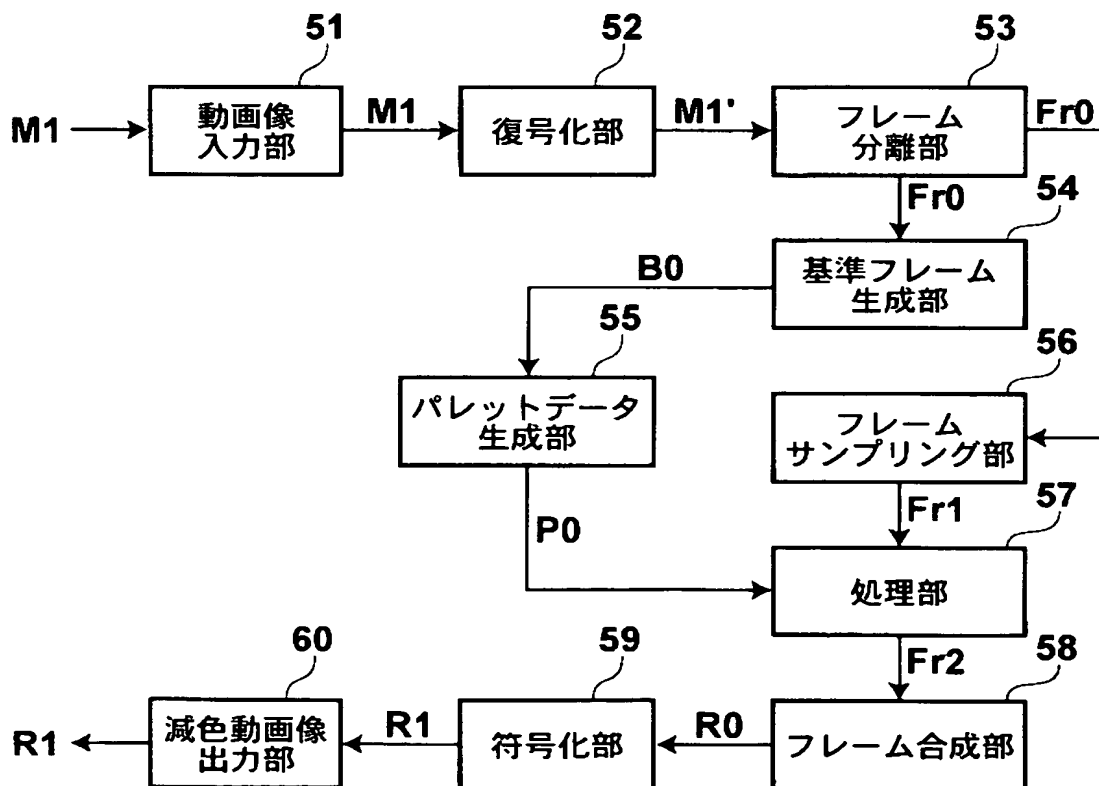 51
52
53
M1
動画像
入力部
M1
復号化部
M1'
フレーム
分離部
Fr0
Fr0
54
B0
基準フレーム
生成部
55
56
パレットデータ
生成部
フレーム
サンプリング部
Fr1
57
P0
処理部
60
59
Fr2
58
R1
減色動画像
出力部
R1
符号化部
R0
フレーム合成部